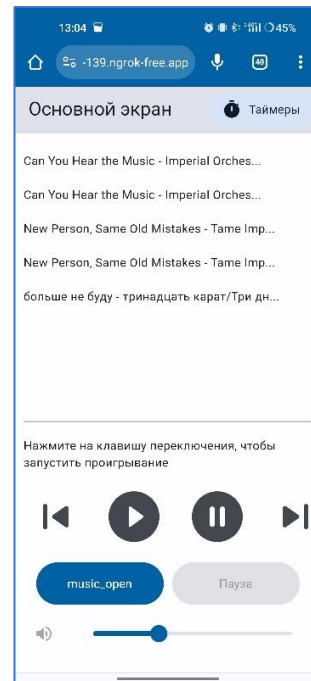 13:04
45%
-139.ngrok-free.app
40
Основной экран
Таймеры
Can You Hear the Music - Imperial Orches...
Can You Hear the Music - Imperial Orches...
New Person, Same Old Mistakes - Tame Imp...
New Person, Same Old Mistakes - Tame Imp...
больше не буду - тринадцать карат/Три дн...
Нажмите на клавишу переключения, чтобы
запустить проигрывание
music_open
Пауза